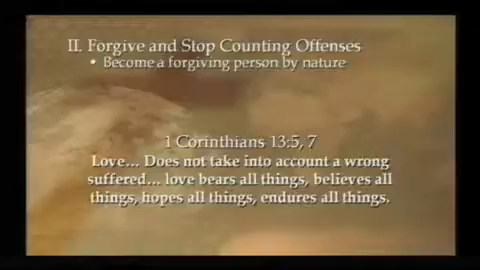 II. Forgive and Stop Counting Offenses
• Become a forgiving person by nature
1 Corinthians 13:5, 7
Love... Does not take into account a wrong
suffered... love bears all things, believes all
things, hopes all things, endures all things.